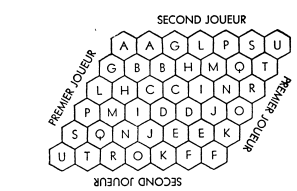 SECOND JOUEUR
PREMIER JOUEUR
A A G L P S U
G B B H M Q T
L H C C I N R
P M I D D J O
S Q N J E E K
U T R O K F F
PREMIER JOUEUR
SECOND JOUEUR